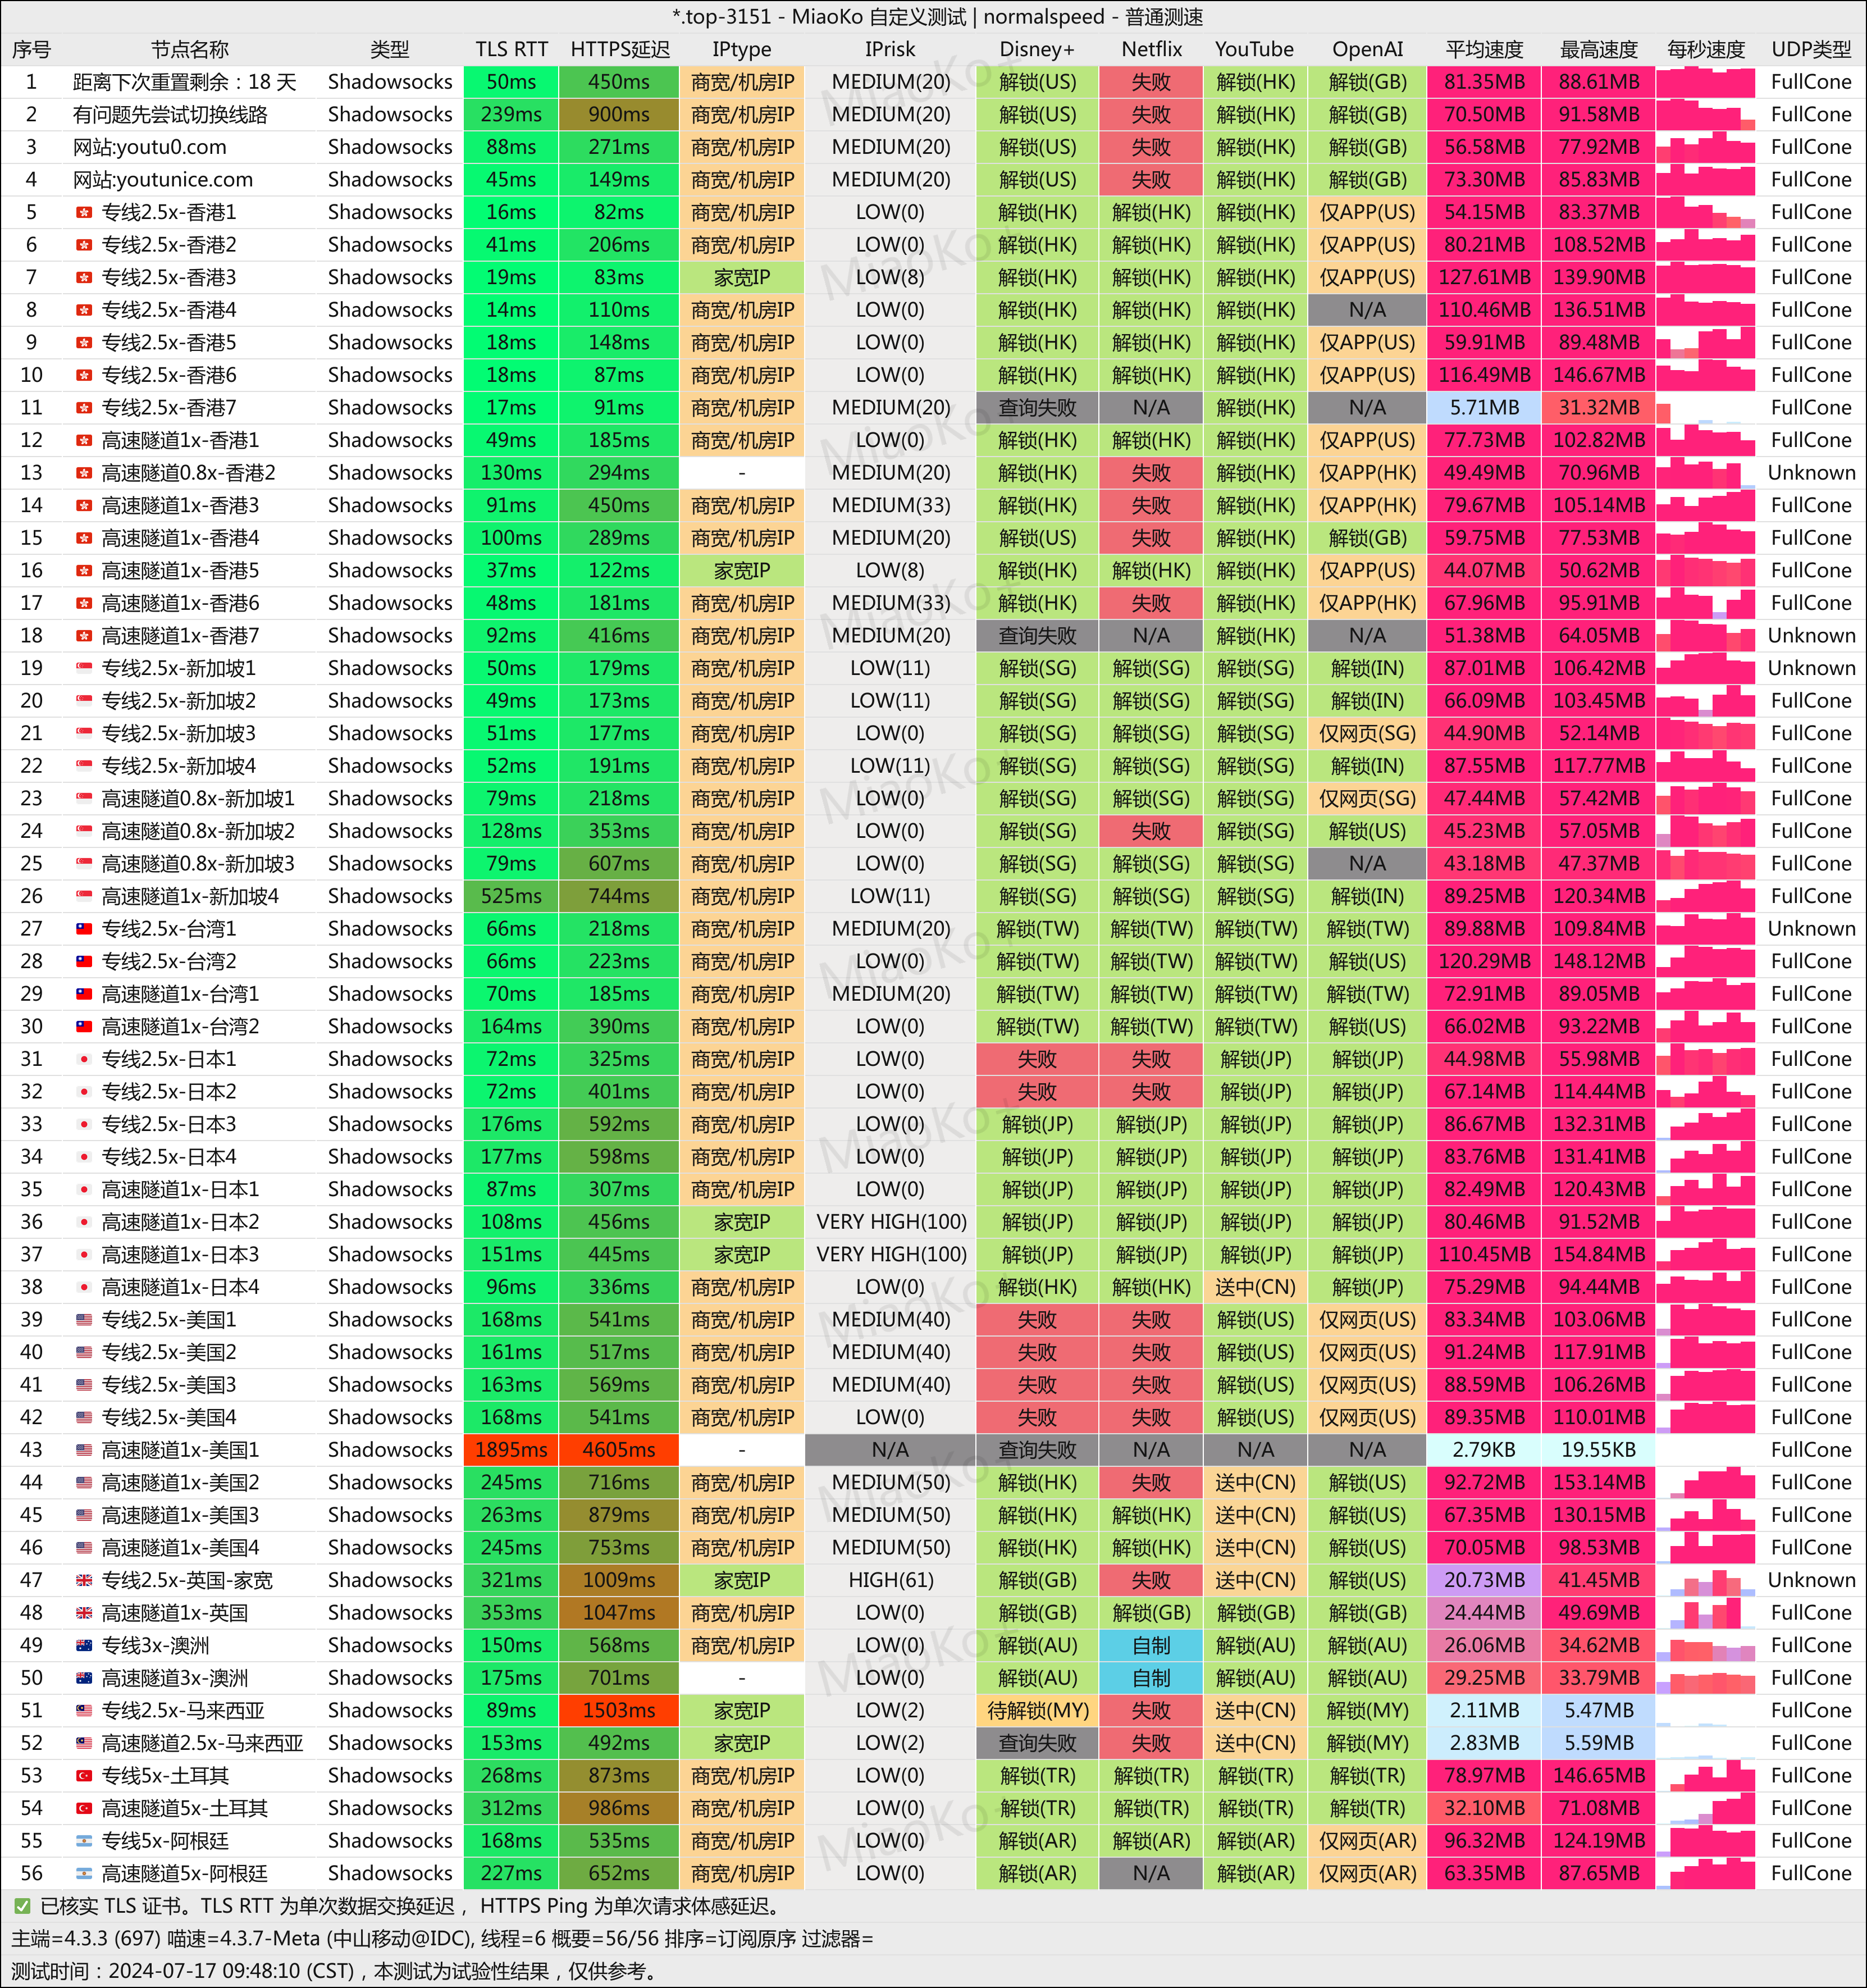 *.top-3151 - MiaoKo 自定义测试 | normalspeed - 普通测速
序号 节点名称 类型 TLS RTT HTTPS延迟 IPtype IPrisk Disney+ Netflix YouTube OpenAI 平均速度 最高速度 每秒速度 UDP类型
1 距离下次重置剩余：18 天 Shadowsocks 50ms 450ms 商宽/机房IP MEDIUM(20) 解锁(US) 失败 解锁(HK) 解锁(GB) 81.35MB 88.61MB FullCone
2 有问题先尝试切换线路 Shadowsocks 239ms 900ms 商宽/机房IP MEDIUM(20) 解锁(US) 失败 解锁(HK) 解锁(GB) 70.50MB 91.58MB FullCone
3 网站:youtu0.com Shadowsocks 88ms 271ms 商宽/机房IP MEDIUM(20) 解锁(US) 失败 解锁(HK) 解锁(GB) 56.58MB 77.92MB FullCone
4 网站:youtunice.com Shadowsocks 45ms 149ms 商宽/机房IP MEDIUM(20) 解锁(US) 失败 解锁(HK) 解锁(GB) 73.30MB 85.83MB FullCone
5 专线2.5x-香港1 Shadowsocks 16ms 82ms 商宽/机房IP LOW(0) 解锁(HK) 解锁(HK) 解锁(HK) 仅APP(US) 54.15MB 83.37MB FullCone
6 专线2.5x-香港2 Shadowsocks 41ms 206ms 商宽/机房IP LOW(0) 解锁(HK) 解锁(HK) 解锁(HK) 仅APP(US) 80.21MB 108.52MB FullCone
7 专线2.5x-香港3 Shadowsocks 19ms 83ms 家宽IP LOW(8) 解锁(HK) 解锁(HK) 解锁(HK) 仅APP(US) 127.61MB 139.90MB FullCone
8 专线2.5x-香港4 Shadowsocks 14ms 110ms 商宽/机房IP LOW(0) 解锁(HK) 解锁(HK) 解锁(HK) N/A 110.46MB 136.51MB FullCone
9 专线2.5x-香港5 Shadowsocks 18ms 148ms 商宽/机房IP LOW(0) 解锁(HK) 解锁(HK) 解锁(HK) 仅APP(US) 59.91MB 89.48MB FullCone
10 专线2.5x-香港6 Shadowsocks 18ms 87ms 商宽/机房IP LOW(0) 解锁(HK) 解锁(HK) 解锁(HK) 仅APP(US) 116.49MB 146.67MB FullCone
11 专线2.5x-香港7 Shadowsocks 17ms 91ms 商宽/机房IP MEDIUM(20) 查询失败 N/A 解锁(HK) N/A 5.71MB 31.32MB FullCone
12 高速隧道1x-香港1 Shadowsocks 49ms 185ms 商宽/机房IP LOW(0) 解锁(HK) 解锁(HK) 解锁(HK) 仅APP(US) 77.73MB 102.82MB FullCone
13 高速隧道0.8x-香港2 Shadowsocks 130ms 294ms - MEDIUM(20) 解锁(HK) 失败 解锁(HK) 仅APP(HK) 49.49MB 70.96MB Unknown
14 高速隧道1x-香港3 Shadowsocks 91ms 450ms 商宽/机房IP MEDIUM(33) 解锁(HK) 失败 解锁(HK) 仅APP(HK) 79.67MB 105.14MB FullCone
15 高速隧道1x-香港4 Shadowsocks 100ms 289ms 商宽/机房IP MEDIUM(20) 解锁(US) 失败 解锁(HK) 解锁(GB) 59.75MB 77.53MB FullCone
16 高速隧道1x-香港5 Shadowsocks 37ms 122ms 家宽IP LOW(8) 解锁(HK) 解锁(HK) 解锁(HK) 仅APP(US) 44.07MB 50.62MB FullCone
17 高速隧道1x-香港6 Shadowsocks 48ms 181ms 商宽/机房IP MEDIUM(33) 解锁(HK) 失败 解锁(HK) 仅APP(HK) 67.96MB 95.91MB FullCone
18 高速隧道1x-香港7 Shadowsocks 92ms 416ms 商宽/机房IP MEDIUM(20) 查询失败 N/A 解锁(HK) N/A 51.38MB 64.05MB Unknown
19 专线2.5x-新加坡1 Shadowsocks 50ms 179ms 商宽/机房IP LOW(11) 解锁(SG) 解锁(SG) 解锁(SG) 解锁(IN) 87.01MB 106.42MB Unknown
20 专线2.5x-新加坡2 Shadowsocks 49ms 173ms 商宽/机房IP LOW(11) 解锁(SG) 解锁(SG) 解锁(SG) 解锁(IN) 66.09MB 103.45MB FullCone
21 专线2.5x-新加坡3 Shadowsocks 51ms 177ms 商宽/机房IP LOW(0) 解锁(SG) 解锁(SG) 解锁(SG) 仅网页(SG) 44.90MB 52.14MB FullCone
22 专线2.5x-新加坡4 Shadowsocks 52ms 191ms 商宽/机房IP LOW(11) 解锁(SG) 解锁(SG) 解锁(SG) 解锁(IN) 87.55MB 117.77MB FullCone
23 高速隧道0.8x-新加坡1 Shadowsocks 79ms 218ms 商宽/机房IP LOW(0) 解锁(SG) 解锁(SG) 解锁(SG) 仅网页(SG) 47.44MB 57.42MB FullCone
24 高速隧道0.8x-新加坡2 Shadowsocks 128ms 353ms 商宽/机房IP LOW(0) 解锁(SG) 失败 解锁(SG) 解锁(US) 45.23MB 57.05MB FullCone
25 高速隧道0.8x-新加坡3 Shadowsocks 79ms 607ms 商宽/机房IP LOW(0) 解锁(SG) 解锁(SG) 解锁(SG) N/A 43.18MB 47.37MB FullCone
26 高速隧道1x-新加坡4 Shadowsocks 525ms 744ms 商宽/机房IP LOW(11) 解锁(SG) 解锁(SG) 解锁(SG) 解锁(IN) 89.25MB 120.34MB FullCone
27 专线2.5x-台湾1 Shadowsocks 66ms 218ms 商宽/机房IP MEDIUM(20) 解锁(TW) 解锁(TW) 解锁(TW) 解锁(TW) 89.88MB 109.84MB Unknown
28 专线2.5x-台湾2 Shadowsocks 66ms 223ms 商宽/机房IP LOW(0) 解锁(TW) 解锁(TW) 解锁(TW) 解锁(US) 120.29MB 148.12MB FullCone
29 高速隧道1x-台湾1 Shadowsocks 70ms 185ms 商宽/机房IP MEDIUM(20) 解锁(TW) 解锁(TW) 解锁(TW) 解锁(TW) 72.91MB 89.05MB FullCone
30 高速隧道1x-台湾2 Shadowsocks 164ms 390ms 商宽/机房IP LOW(0) 解锁(TW) 解锁(TW) 解锁(TW) 解锁(US) 66.02MB 93.22MB FullCone
31 专线2.5x-日本1 Shadowsocks 72ms 325ms 商宽/机房IP LOW(0) 失败 失败 解锁(JP) 解锁(JP) 44.98MB 55.98MB FullCone
32 专线2.5x-日本2 Shadowsocks 72ms 401ms 商宽/机房IP LOW(0) 失败 失败 解锁(JP) 解锁(JP) 67.14MB 114.44MB FullCone
33 专线2.5x-日本3 Shadowsocks 176ms 592ms 商宽/机房IP LOW(0) 解锁(JP) 解锁(JP) 解锁(JP) 解锁(JP) 86.67MB 132.31MB FullCone
34 专线2.5x-日本4 Shadowsocks 177ms 598ms 商宽/机房IP LOW(0) 解锁(JP) 解锁(JP) 解锁(JP) 解锁(JP) 83.76MB 131.41MB FullCone
35 高速隧道1x-日本1 Shadowsocks 87ms 307ms 商宽/机房IP LOW(0) 解锁(JP) 解锁(JP) 解锁(JP) 解锁(JP) 82.49MB 120.43MB FullCone
36 高速隧道1x-日本2 Shadowsocks 108ms 456ms 家宽IP VERY HIGH(100) 解锁(JP) 解锁(JP) 解锁(JP) 解锁(JP) 80.46MB 91.52MB FullCone
37 高速隧道1x-日本3 Shadowsocks 151ms 445ms 家宽IP VERY HIGH(100) 解锁(JP) 解锁(JP) 解锁(JP) 解锁(JP) 110.45MB 154.84MB FullCone
38 高速隧道1x-日本4 Shadowsocks 96ms 336ms 商宽/机房IP LOW(0) 解锁(HK) 解锁(HK) 送中(CN) 解锁(JP) 75.29MB 94.44MB FullCone
39 专线2.5x-美国1 Shadowsocks 168ms 541ms 商宽/机房IP MEDIUM(40) 失败 失败 解锁(US) 仅网页(US) 83.34MB 103.06MB FullCone
40 专线2.5x-美国2 Shadowsocks 161ms 517ms 商宽/机房IP MEDIUM(40) 失败 失败 解锁(US) 仅网页(US) 91.24MB 117.91MB FullCone
41 专线2.5x-美国3 Shadowsocks 163ms 569ms 商宽/机房IP MEDIUM(40) 失败 失败 解锁(US) 仅网页(US) 88.59MB 106.26MB FullCone
42 专线2.5x-美国4 Shadowsocks 168ms 541ms 商宽/机房IP LOW(0) 失败 失败 解锁(US) 仅网页(US) 89.35MB 110.01MB FullCone
43 高速隧道1x-美国1 Shadowsocks 1895ms 4605ms - N/A 查询失败 N/A N/A N/A 2.79KB 19.55KB FullCone
44 高速隧道1x-美国2 Shadowsocks 245ms 716ms 商宽/机房IP MEDIUM(50) 解锁(HK) 失败 送中(CN) 解锁(US) 92.72MB 153.14MB FullCone
45 高速隧道1x-美国3 Shadowsocks 263ms 879ms 商宽/机房IP MEDIUM(50) 解锁(HK) 解锁(HK) 送中(CN) 解锁(US) 67.35MB 130.15MB FullCone
46 高速隧道1x-美国4 Shadowsocks 245ms 753ms 商宽/机房IP MEDIUM(50) 解锁(HK) 解锁(HK) 送中(CN) 解锁(US) 70.05MB 98.53MB FullCone
47 专线2.5x-英国-家宽 Shadowsocks 321ms 1009ms 家宽IP HIGH(61) 解锁(GB) 失败 送中(CN) 解锁(US) 20.73MB 41.45MB Unknown
48 高速隧道1x-英国 Shadowsocks 353ms 1047ms 商宽/机房IP LOW(0) 解锁(GB) 解锁(GB) 解锁(GB) 解锁(GB) 24.44MB 49.69MB FullCone
49 专线3x-澳洲 Shadowsocks 150ms 568ms 商宽/机房IP LOW(0) 解锁(AU) 自制 解锁(AU) 解锁(AU) 26.06MB 34.62MB FullCone
50 高速隧道3x-澳洲 Shadowsocks 175ms 701ms - LOW(0) 解锁(AU) 自制 解锁(AU) 解锁(AU) 29.25MB 33.79MB FullCone
51 专线2.5x-马来西亚 Shadowsocks 89ms 1503ms 家宽IP LOW(2) 待解锁(MY) 失败 送中(CN) 解锁(MY) 2.11MB 5.47MB FullCone
52 高速隧道2.5x-马来西亚 Shadowsocks 153ms 492ms 家宽IP LOW(2) 查询失败 失败 送中(CN) 解锁(MY) 2.83MB 5.59MB FullCone
53 专线5x-土耳其 Shadowsocks 268ms 873ms 商宽/机房IP LOW(0) 解锁(TR) 解锁(TR) 解锁(TR) 解锁(TR) 78.97MB 146.65MB FullCone
54 高速隧道5x-土耳其 Shadowsocks 312ms 986ms 商宽/机房IP LOW(0) 解锁(TR) 解锁(TR) 解锁(TR) 解锁(TR) 32.10MB 71.08MB FullCone
55 专线5x-阿根廷 Shadowsocks 168ms 535ms 商宽/机房IP LOW(0) 解锁(AR) 解锁(AR) 解锁(AR) 仅网页(AR) 96.32MB 124.19MB FullCone
56 高速隧道5x-阿根廷 Shadowsocks 227ms 652ms 商宽/机房IP LOW(0) 解锁(AR) N/A 解锁(AR) 仅网页(AR) 63.35MB 87.65MB FullCone
✅ 已核实 TLS 证书。TLS RTT 为单次数据交换延迟， HTTPS Ping 为单次请求体感延迟。
主端=4.3.3 (697) 喵速=4.3.7-Meta (中山移动@IDC), 线程=6 概要=56/56 排序=订阅原序 过滤器=
测试时间：2024-07-17 09:48:10 (CST)，本测试为试验性结果，仅供参考。